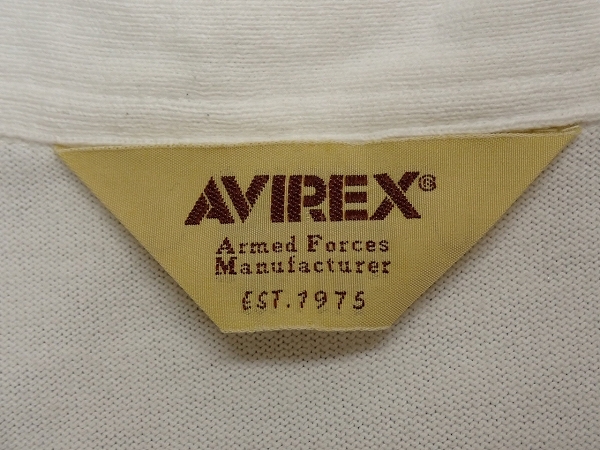 AVIREX®
Armed Forces
Manufacturer
EST.1975